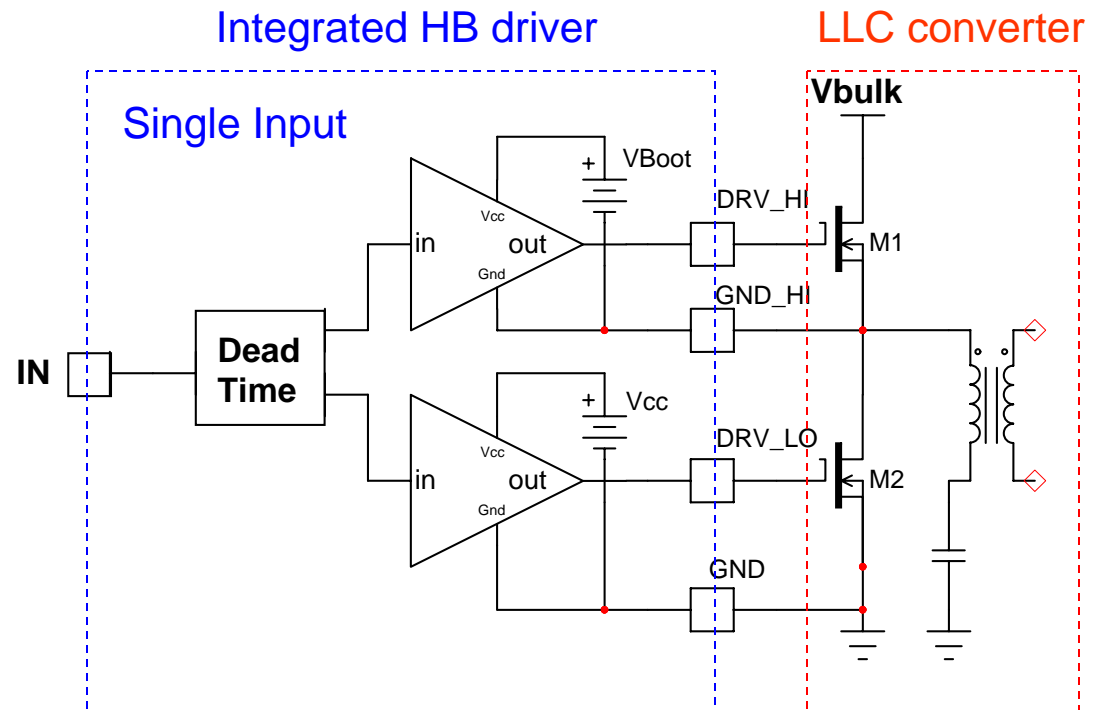 Integrated HB driver
LLC converter
Single Input
Vbulk
+
VBoot
Vcc
in
out
Gnd
DRV_HI
M1
GND_HI
IN
Dead
Time
+
Vcc
Vcc
in
out
Gnd
DRV_LO
M2
GND